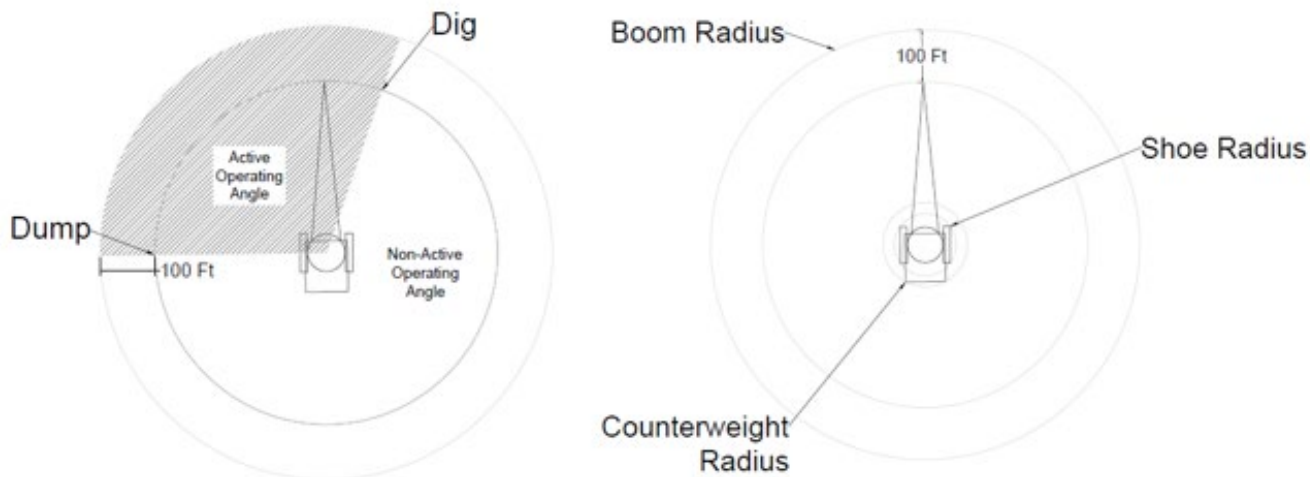 Dig
Active
Operating
Angle
Dump
100 Ft
Non-Active
Operating
Angle
Boom Radius
100 Ft
Shoe Radius
Counterweight
Radius